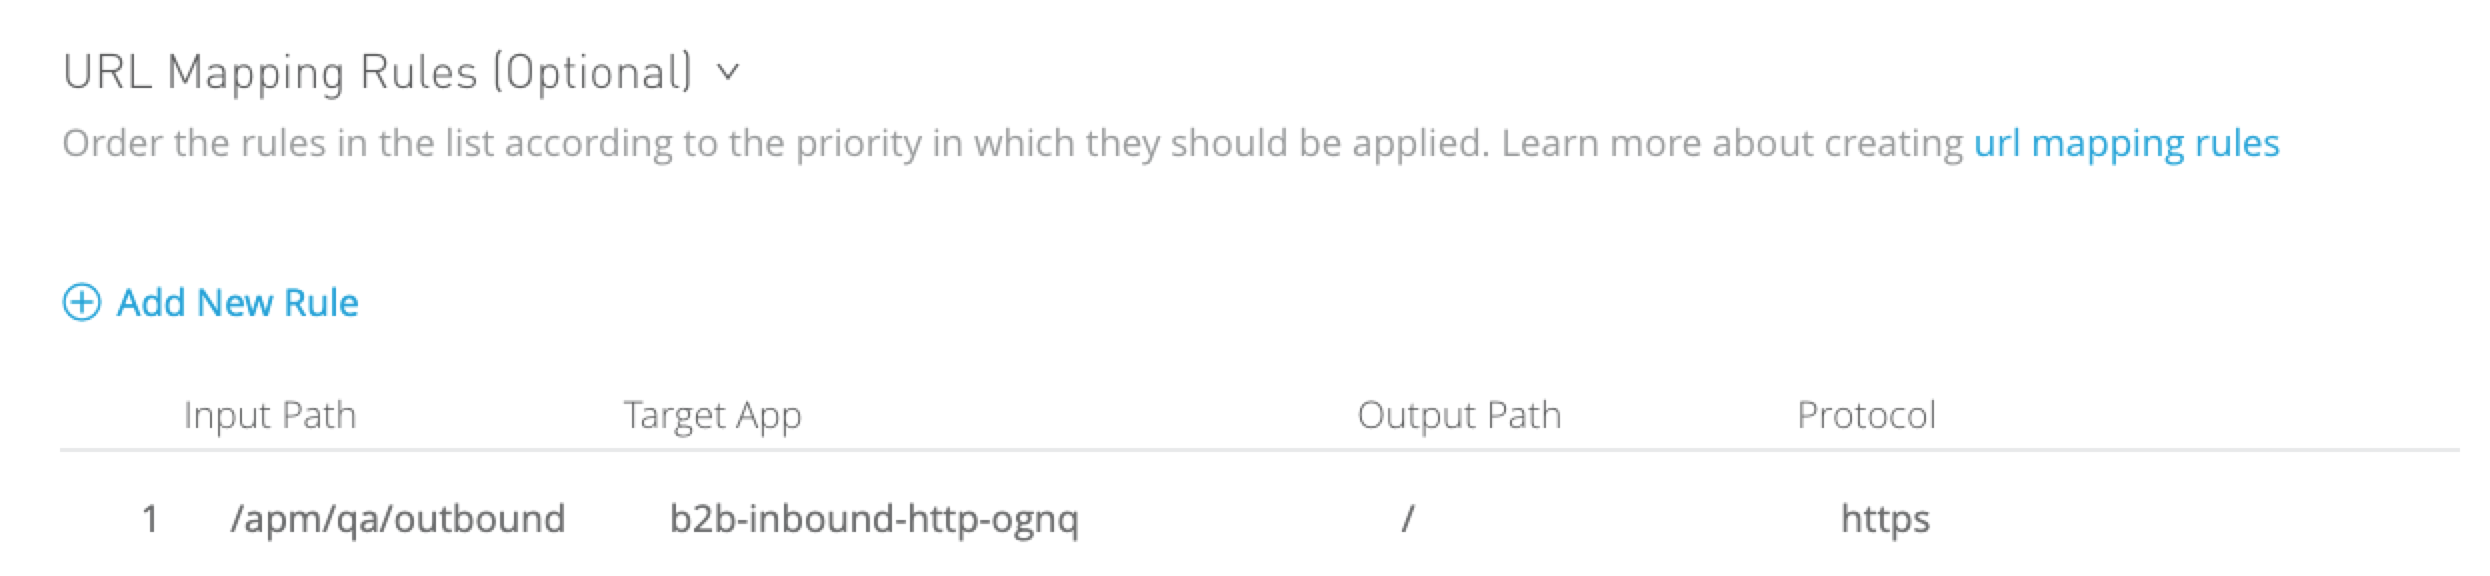 URL Mapping Rules (Optional)
Order the rules in the list according to the priority in which they should be applied. Learn more about creating url mapping rules
Add New Rule
Input Path Target App Output Path Protocol
1 /apm/qa/outbound b2b-inbound-http-ognq / https